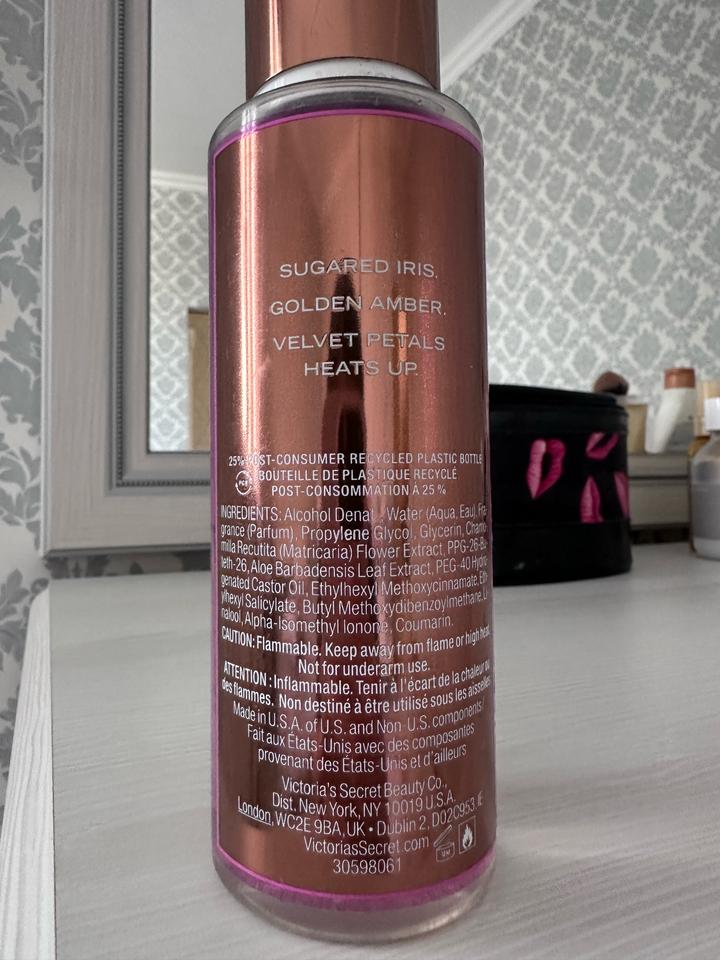 SUGARED IRIS,
GOLDEN AMBER,
VELVET PETALS
HEATS UP.
25% POST-CONSUMER RECYCLED PLASTIC BOTTLE
PCR BOUTEILLE DE PLASTIQUE RECYCLÉ
POST-CONSOMMATION À 25 %
INGREDIENTS: Alcohol Denat., Water (Aqua, Eau), Fra-
grance (Parfum), Propylene Glycol, Glycerin, Chamo-
milla Recutita (Matricaria) Flower Extract, PPG-26-Bu-
teth-26, Aloe Barbadensis Leaf Extract, PEG-40 Hydro-
genated Castor Oil, Ethylhexyl Methoxycinnamate, Eth-
ylhexyl Salicylate, Butyl Methoxydibenzoylmethane, Li-
nalool, Alpha-Isomethyl Ionone, Coumarin.
CAUTION: Flammable. Keep away from flame or high heat.
Not for underarm use.
ATTENTION : Inflammable. Tenir à l'écart de la chaleur ou
des flammes. Non destiné à être utilisé sous les aisselles.
Made in U.S.A. of U.S. and Non-U.S. components/
Fait aux États-Unis avec des composantes
provenant des États-Unis et d'ailleurs
Victoria's Secret Beauty Co.,
Dist. New York, NY 10019 U.S.A.
London, WC2E 9BA, UK • Dublin 2, D02C953, IE
VictoriasSecret.com
30598061